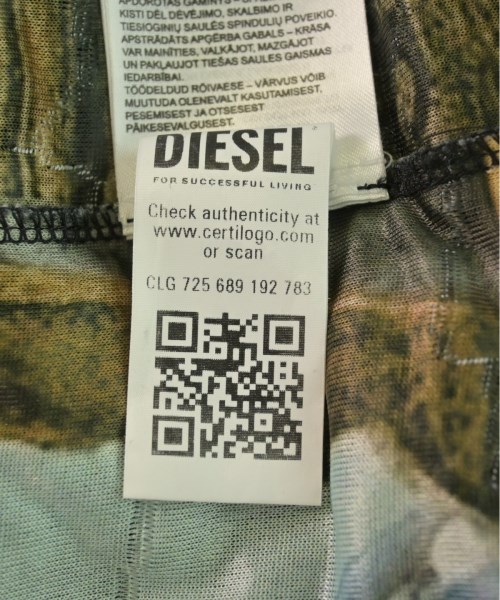 APDOROTAS GAMINYS –
KISTI DĖL DĖVĖJIMO, SKALBIMO IR
TIESIOGINIŲ SAULĖS SPINDULIŲ POVEIKIO.
APSTRĀDĀTS APĢĒRBA GABALS – KRĀSA
VAR MAINĪTIES, VALKĀJOT, MAZGĀJOT
UN PAKĻAUJOT TIEŠAS SAULES GAISMAS
IEDARBĪBAI.
TÖÖDELDUD RÕIVAESE – VÄRVUS VÕIB
MUUTUDA OLENEVALT KASUTAMISEST,
PESEMISEST JA OTSESEST
PÄIKESEVALGUSEST.
DIESEL
FOR SUCCESSFUL LIVING
Check authenticity at
www.certilogo.com
or scan
CLG 725 689 192 783